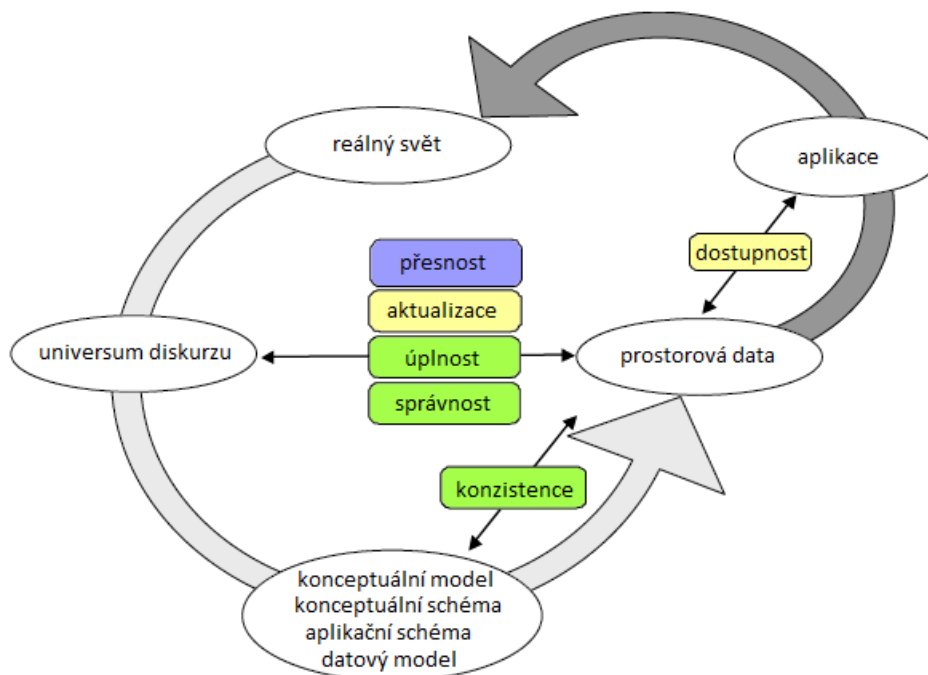 reálný svět
aplikace
přesnost
dostupnost
aktualizace
universum diskurzu
úplnost
prostorová data
správnost
konzistence
konceptuální model
konceptuální schéma
aplikační schéma
datový model